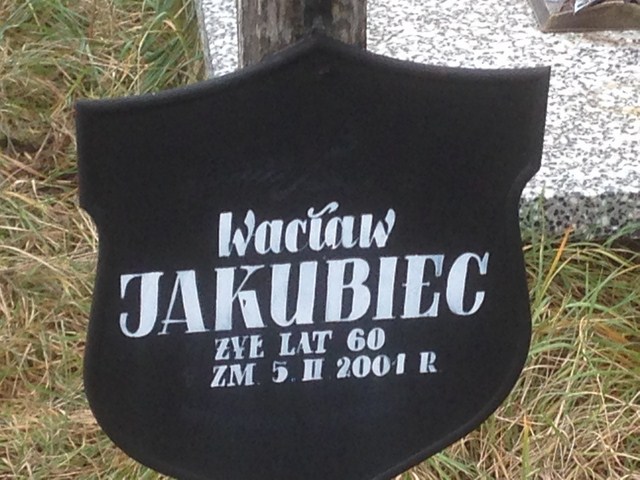 Wacław
JAKUBIEC
ŻYŁ LAT 60
ZM. 5. II 2001 R